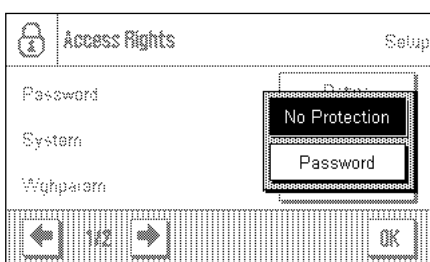 Access Rights Setup
Password
No Protection
System
Password
Wghparam
1/2 OK